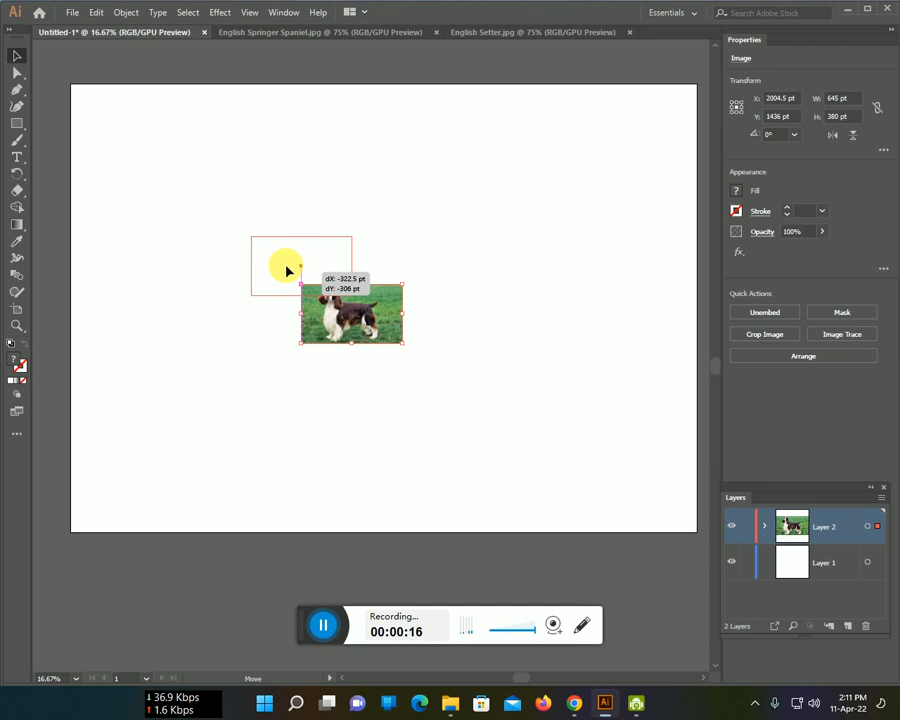 Ai File Edit Object Type Select Effect View Window Help Essentials Search Adobe Stock
Untitled-1* @ 16.67% (RGB/GPU Preview) × English Springer Spaniel.jpg @ 75% (RGB/GPU Preview) × English Setter.jpg @ 75% (RGB/GPU Preview) ×
Properties
Image
Transform
X: 2004.5 pt W: 645 pt
Y: 1436 pt H: 380 pt
0°
Appearance
? Fill
Stroke
Opacity 100%
fx
dX: -322.5 pt
dY: -306 pt
Quick Actions
Unembed Mask
Crop Image Image Trace
Arrange
Layers
Layer 2
Layer 1
2 Layers
Recording...
00:00:16
16.67% 1 Move
36.9 Kbps
1.6 Kbps
Ai
2:11 PM
11-Apr-22